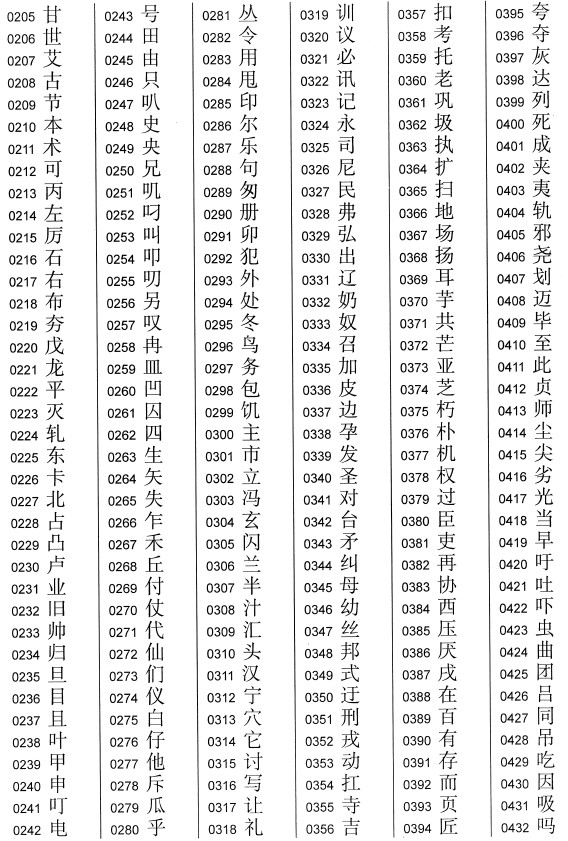 0205 甘
0206 世
0207 艾
0208 古
0209 节
0210 本
0211 术
0212 可
0213 丙
0214 左
0215 厉
0216 石
0217 右
0218 布
0219 夯
0220 戊
0221 龙
0222 平
0223 灭
0224 轧
0225 东
0226 卡
0227 北
0228 占
0229 凸
0230 卢
0231 业
0232 旧
0233 帅
0234 归
0235 旦
0236 目
0237 且
0238 叶
0239 甲
0240 申
0241 叮
0242 电
0243 号
0244 田
0245 由
0246 只
0247 叭
0248 史
0249 央
0250 兄
0251 叽
0252 叼
0253 叫
0254 叩
0255 叨
0256 另
0257 叹
0258 冉
0259 皿
0260 凹
0261 囚
0262 四
0263 生
0264 矢
0265 失
0266 乍
0267 禾
0268 丘
0269 付
0270 仗
0271 代
0272 仙
0273 们
0274 仪
0275 白
0276 仔
0277 他
0278 斥
0279 瓜
0280 乎
0281 丛
0282 令
0283 用
0284 甩
0285 印
0286 尔
0287 乐
0288 句
0289 匆
0290 册
0291 卯
0292 犯
0293 外
0294 处
0295 冬
0296 鸟
0297 务
0298 包
0299 饥
0300 主
0301 市
0302 立
0303 冯
0304 玄
0305 闪
0306 兰
0307 半
0308 汁
0309 汇
0310 头
0311 汉
0312 宁
0313 穴
0314 它
0315 讨
0316 写
0317 让
0318 礼
0319 训
0320 议
0321 必
0322 讯
0323 记
0324 永
0325 司
0326 尼
0327 民
0328 弗
0329 弘
0330 出
0331 辽
0332 奶
0333 奴
0334 召
0335 加
0336 皮
0337 边
0338 孕
0339 发
0340 圣
0341 对
0342 台
0343 矛
0344 纠
0345 母
0346 幼
0347 丝
0348 邦
0349 式
0350 迂
0351 刑
0352 戎
0353 动
0354 扛
0355 寺
0356 吉
0357 扣
0358 考
0359 托
0360 老
0361 巩
0362 圾
0363 执
0364 扩
0365 扫
0366 地
0367 场
0368 扬
0369 耳
0370 芋
0371 共
0372 芒
0373 亚
0374 芝
0375 朽
0376 朴
0377 机
0378 权
0379 过
0380 臣
0381 吏
0382 再
0383 协
0384 西
0385 压
0386 厌
0387 戌
0388 在
0389 百
0390 有
0391 存
0392 而
0393 页
0394 匠
0395 夸
0396 夺
0397 灰
0398 达
0399 列
0400 死
0401 成
0402 夹
0403 夷
0404 轨
0405 邪
0406 尧
0407 划
0408 迈
0409 毕
0410 至
0411 此
0412 贞
0413 师
0414 尘
0415 尖
0416 劣
0417 光
0418 当
0419 早
0420 吁
0421 吐
0422 吓
0423 虫
0424 曲
0425 团
0426 吕
0427 同
0428 吊
0429 吃
0430 因
0431 吸
0432 吗